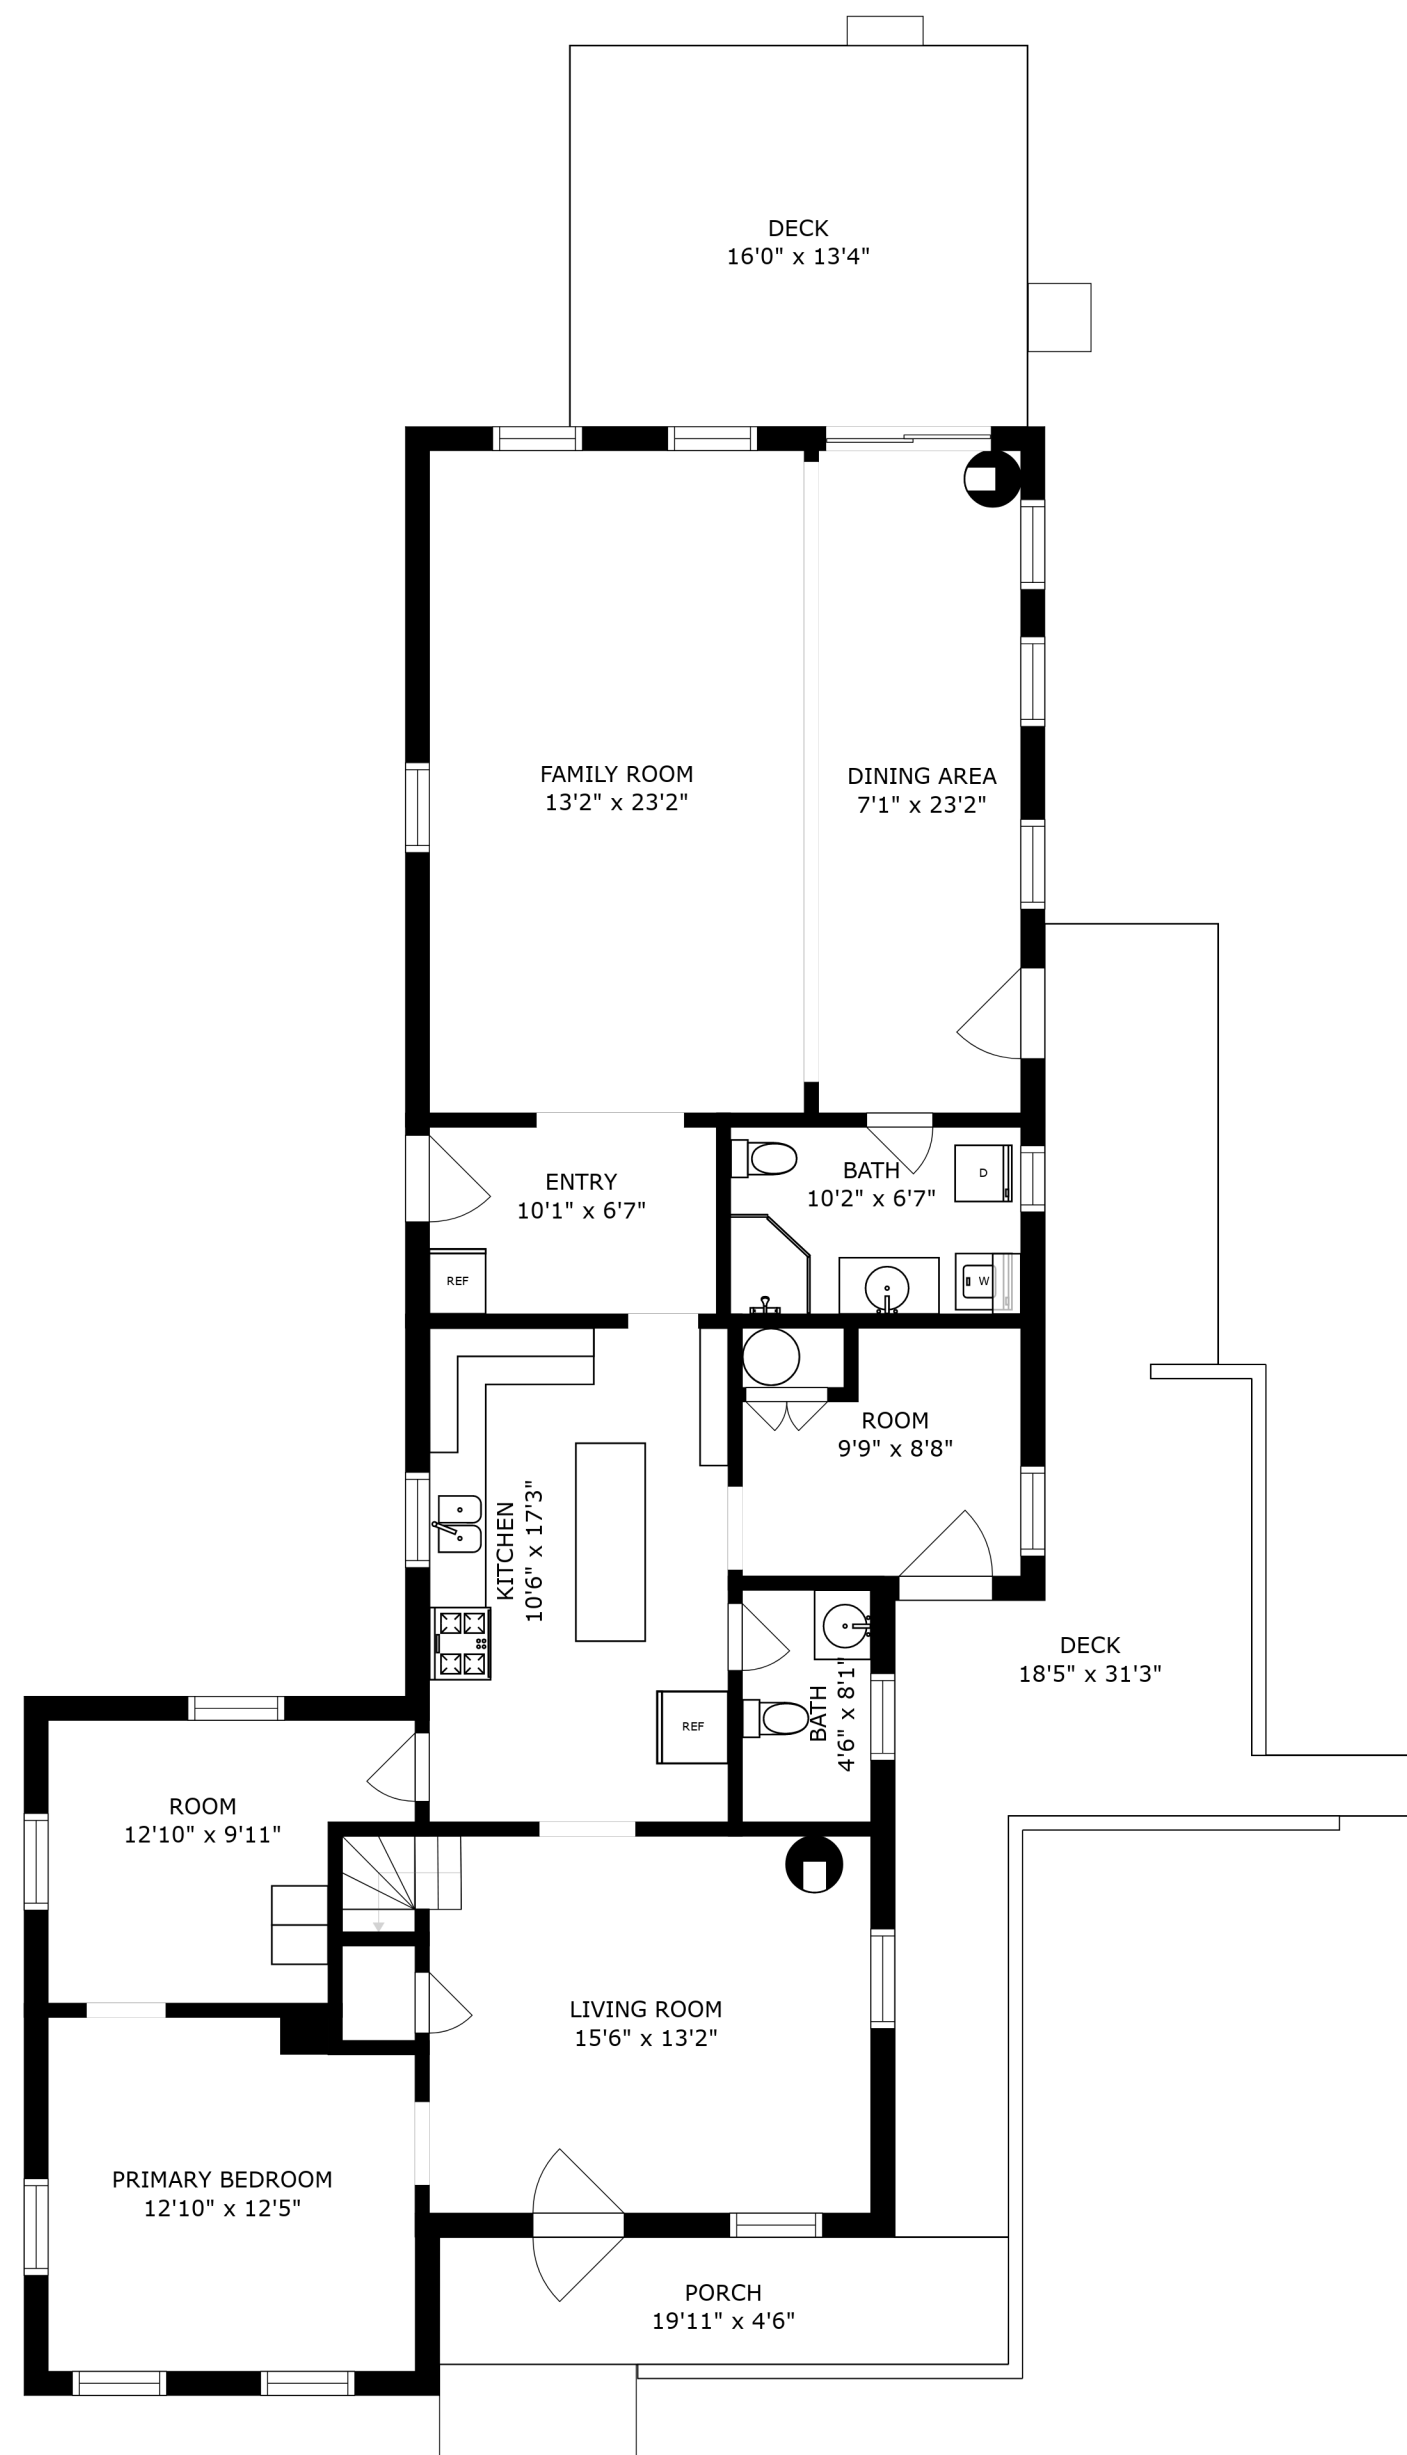 DECK
16'0" x 13'4"
FAMILY ROOM
13'2" x 23'2"
DINING AREA
7'1" x 23'2"
ENTRY
10'1" x 6'7"
BATH
10'2" x 6'7"
D
REF
W
ROOM
9'9" x 8'8"
KITCHEN
10'6" x 17'3"
DECK
18'5" x 31'3"
BATH
4'6" x 8'1"
REF
ROOM
12'10" x 9'11"
LIVING ROOM
15'6" x 13'2"
PRIMARY BEDROOM
12'10" x 12'5"
PORCH
19'11" x 4'6"